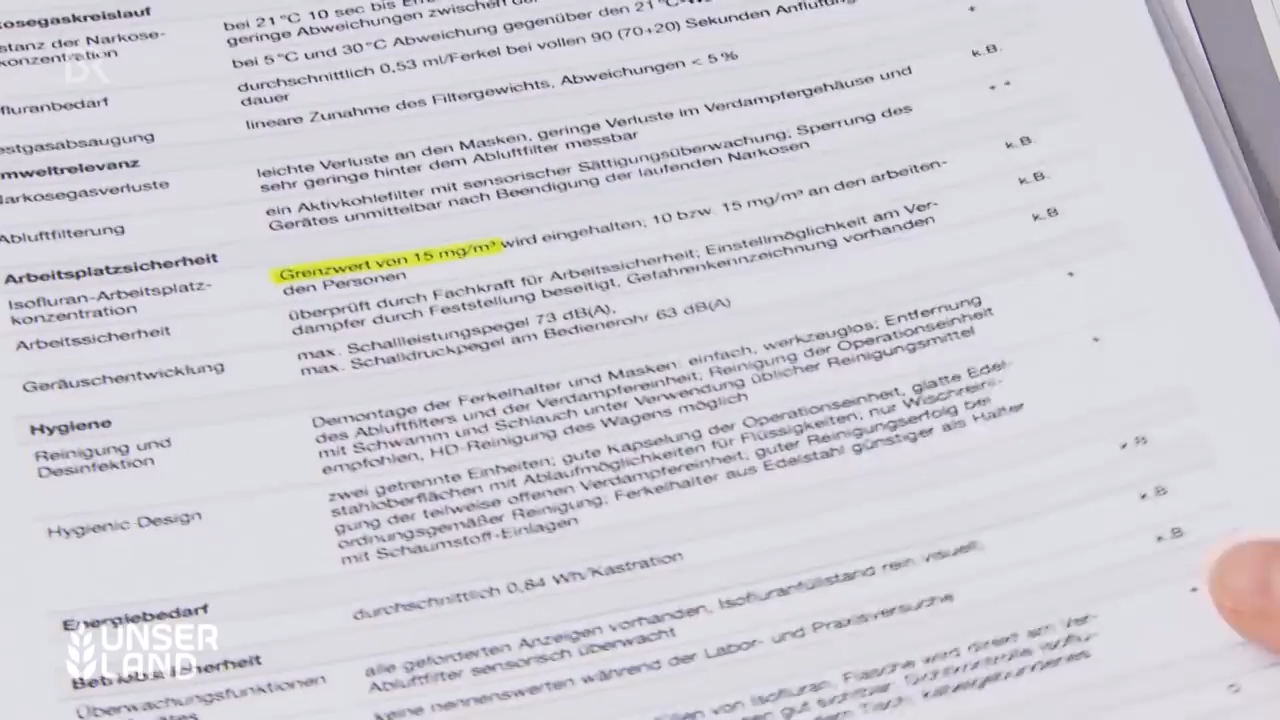 kosegaskreislauf
stanz der Narkose-
konzentration
bei 21 °C 10 sec bis
geringe Abweichungen zwischen
bei 5 °C und 30 °C Abweichung gegenüber den 21 °C
fluranbedarf
durchschnittlich 0,53 ml/Ferkel bei vollen 90 (70+20) Sekunden Anflutungs-
dauer
k.B.
estgasabsaugung
lineare Zunahme des Filtergewichts, Abweichungen < 5 %
mweltrelevanz
Narkosegasverluste
leichte Verluste an den Masken, geringe Verluste im Verdampfergehäuse und
sehr geringe hinter dem Abluftfilter messbar
+ +
Abluftfilterung
ein Aktivkohlefilter mit sensorischer Sättigungsüberwachung; Sperrung des
Gerätes unmittelbar nach Beendigung der laufenden Narkosen
k.B.
Arbeitsplatzsicherheit
Isofluran-Arbeitsplatz-
konzentration
Grenzwert von 15 mg/m³ wird eingehalten; 10 bzw. 15 mg/m³ an den arbeiten-
den Personen
k.B.
Arbeitssicherheit
überprüft durch Fachkraft für Arbeitssicherheit; Einstellmöglichkeit am Ver-
dampfer durch Feststellung beseitigt, Gefahrenkennzeichnung vorhanden
k.B
Geräuschentwicklung
max. Schallleistungspegel 73 dB(A),
max. Schalldruckpegel am Bedienerohr 63 dB(A)
+
Hygiene
Reinigung und
Desinfektion
Demontage der Ferkelhalter und Masken: einfach, werkzeuglos; Entfernung
des Abluftfilters und der Verdampfereinheit; Reinigung der Operationseinheit
mit Schwamm und Schlauch unter Verwendung üblicher Reinigungsmittel
empfohlen, HD-Reinigung des Wagens möglich
+
Hygienic-Design
zwei getrennte Einheiten; gute Kapselung der Operationseinheit, glatte Edel-
stahloberflächen mit Ablaufmöglichkeiten für Flüssigkeiten; nur Wischreini-
gung der teilweise offenen Verdampfereinheit; guter Reinigungserfolg bei
ordnungsgemäßer Reinigung; Ferkelhalter aus Edelstahl günstiger als Halter
mit Schaumstoff-Einlagen
Energiebedarf
durchschnittlich 0,84 Wh/Kastration
k.B
Betriebssicherheit
Überwachungsfunktionen
alle geforderten Anzeigen vorhanden, Isofluranfüllstand rein visuell;
Abluftfilter sensorisch überwacht
k.B
keine nennenswerten während der Labor- und Praxisversuche
BR
UNSER
LAND